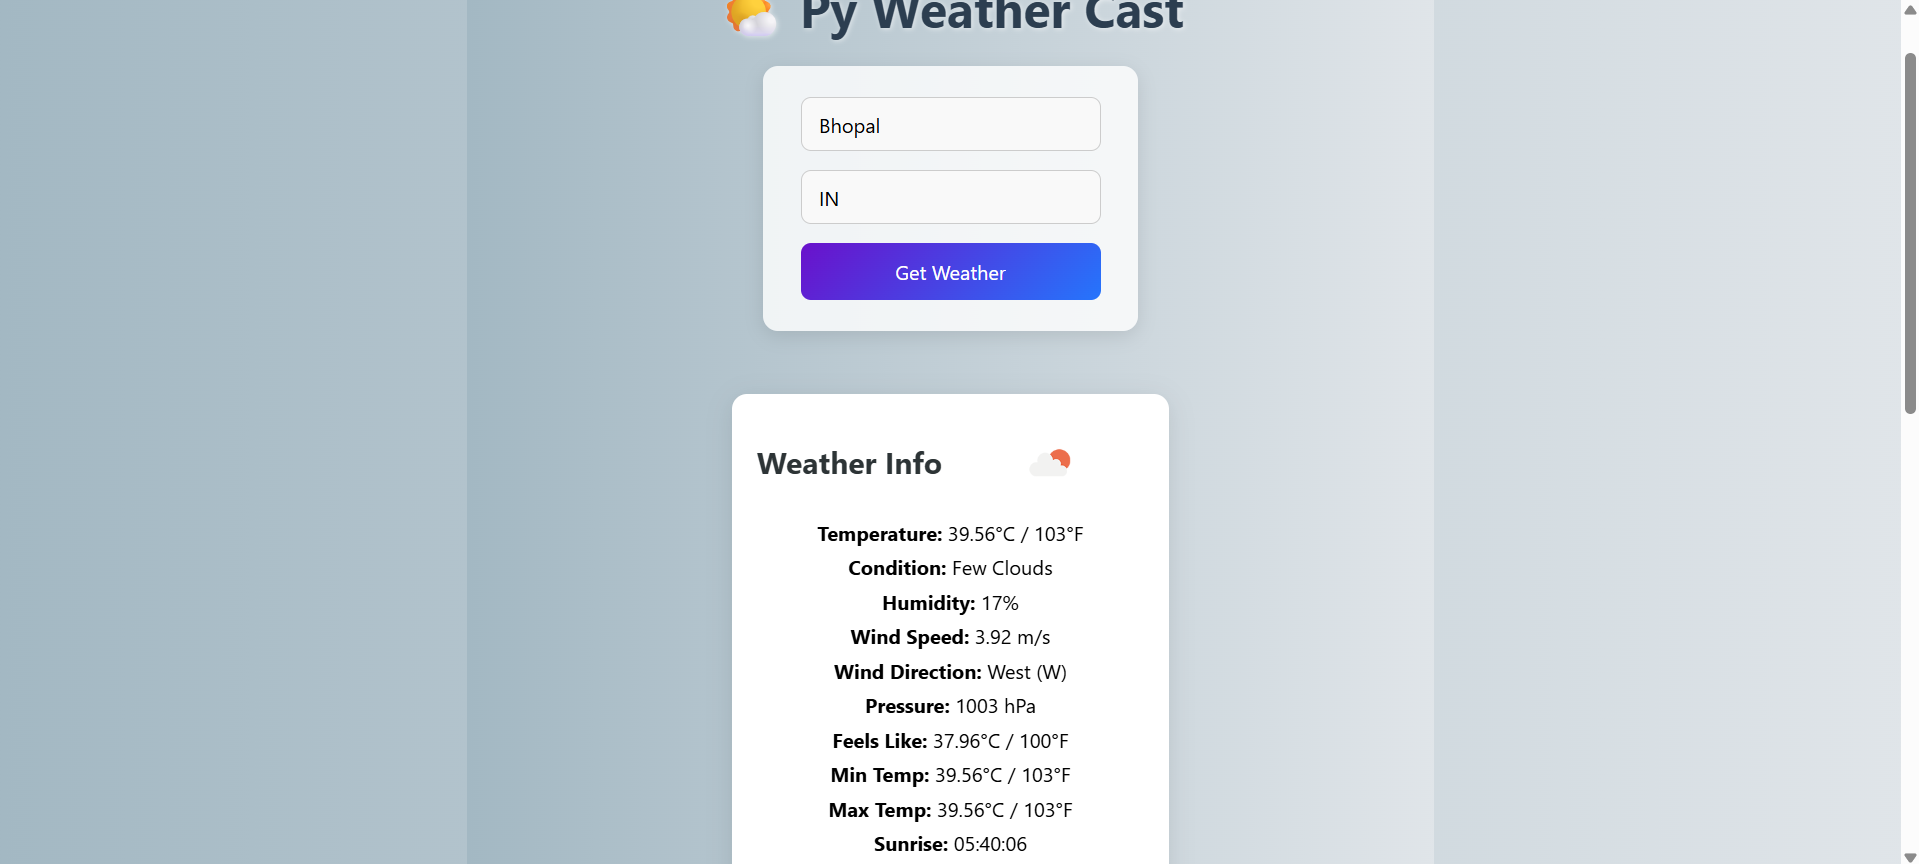 Py Weather Cast
Bhopal
IN
Get Weather
Weather Info
Temperature: 39.56°C / 103°F
Condition: Few Clouds
Humidity: 17%
Wind Speed: 3.92 m/s
Wind Direction: West (W)
Pressure: 1003 hPa
Feels Like: 37.96°C / 100°F
Min Temp: 39.56°C / 103°F
Max Temp: 39.56°C / 103°F
Sunrise: 05:40:06